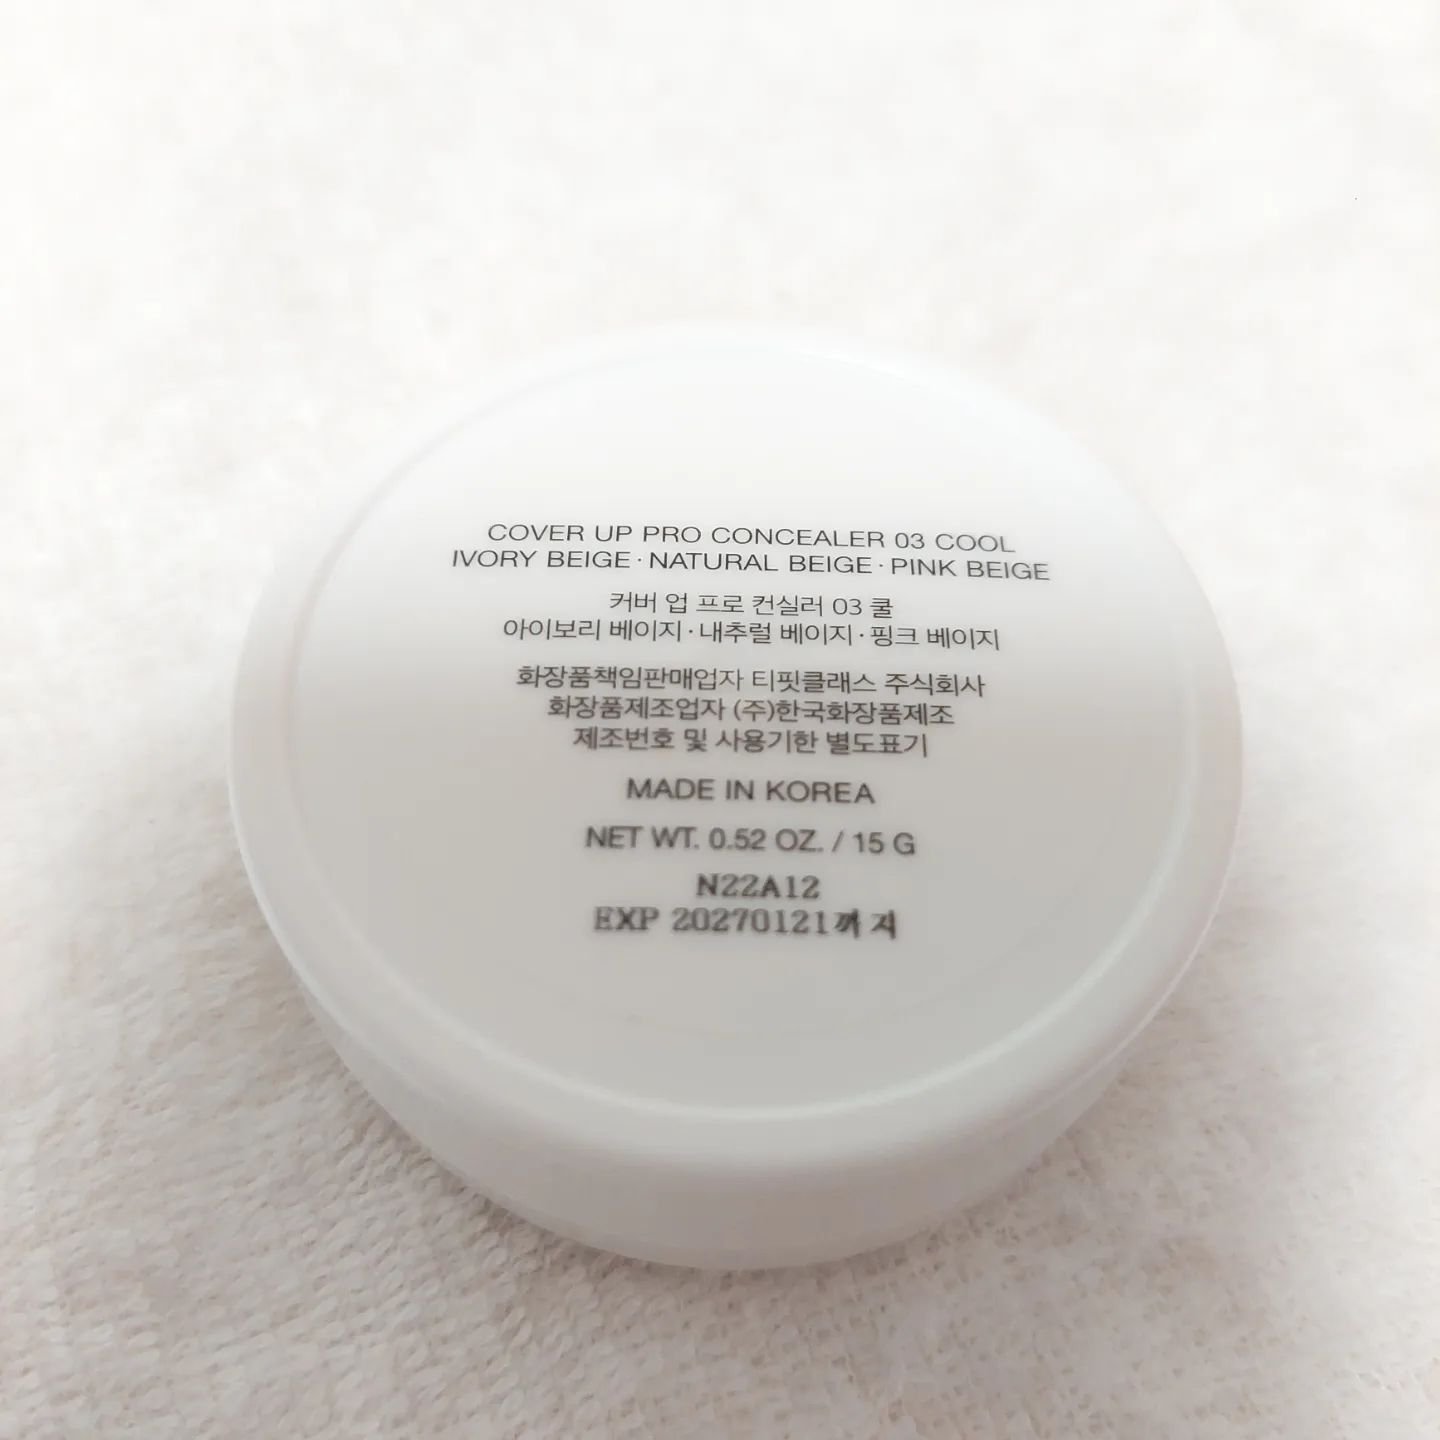 COVER UP PRO CONCEALER 03 COOL
IVORY BEIGE · NATURAL BEIGE · PINK BEIGE
커버 업 프로 컨실러 03 쿨
아이보리 베이지 · 내추럴 베이지 · 핑크 베이지
화장품책임판매업자 티핏클래스 주식회사
화장품제조업자 (주)한국화장품제조
제조번호 및 사용기한 별도표기
MADE IN KOREA
NET WT. 0.52 OZ. / 15 G
N22A12
EXP 20270121까지